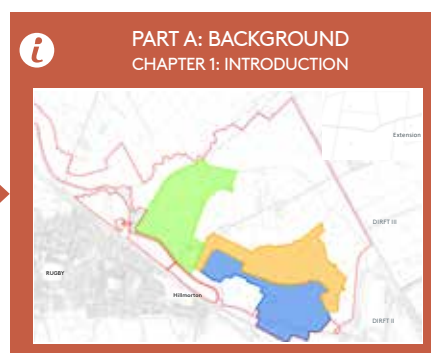 i
PART A: BACKGROUND
CHAPTER 1: INTRODUCTION
Extension
DIRFT III
RUGBY
Hillmorton
DIRFT II